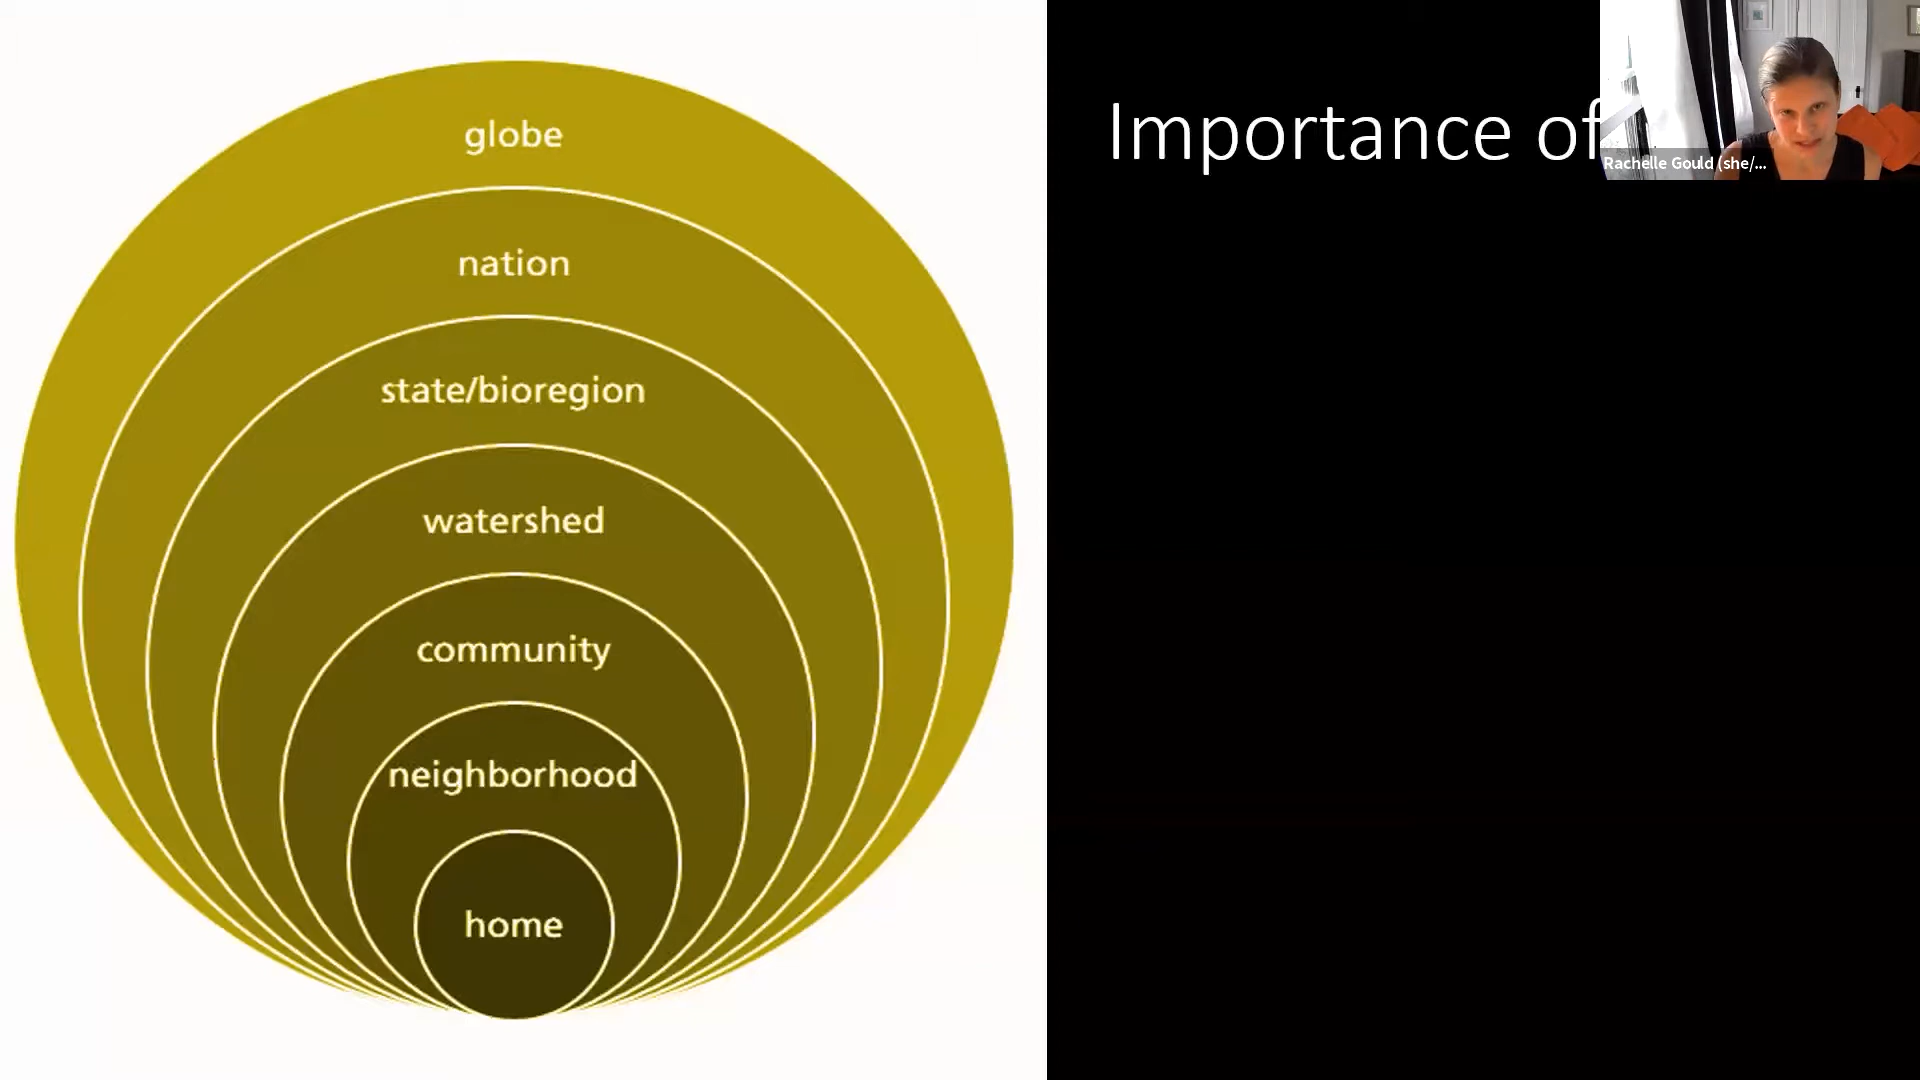 globe
nation
state/bioregion
watershed
community
neighborhood
home
Importance of
Rachelle Gould (she/...